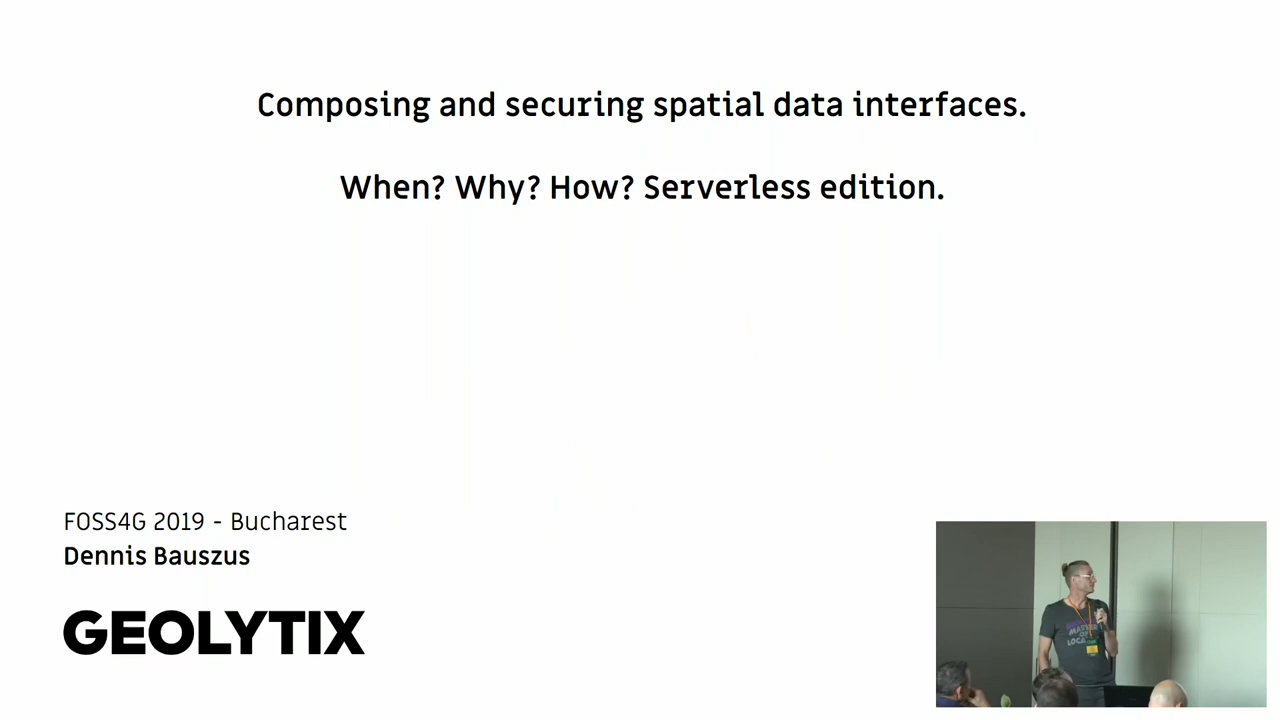 Composing and securing spatial data interfaces.
When? Why? How? Serverless edition.
FOSS4G 2019 - Bucharest
Dennis Bauszus
GEOLYTIX